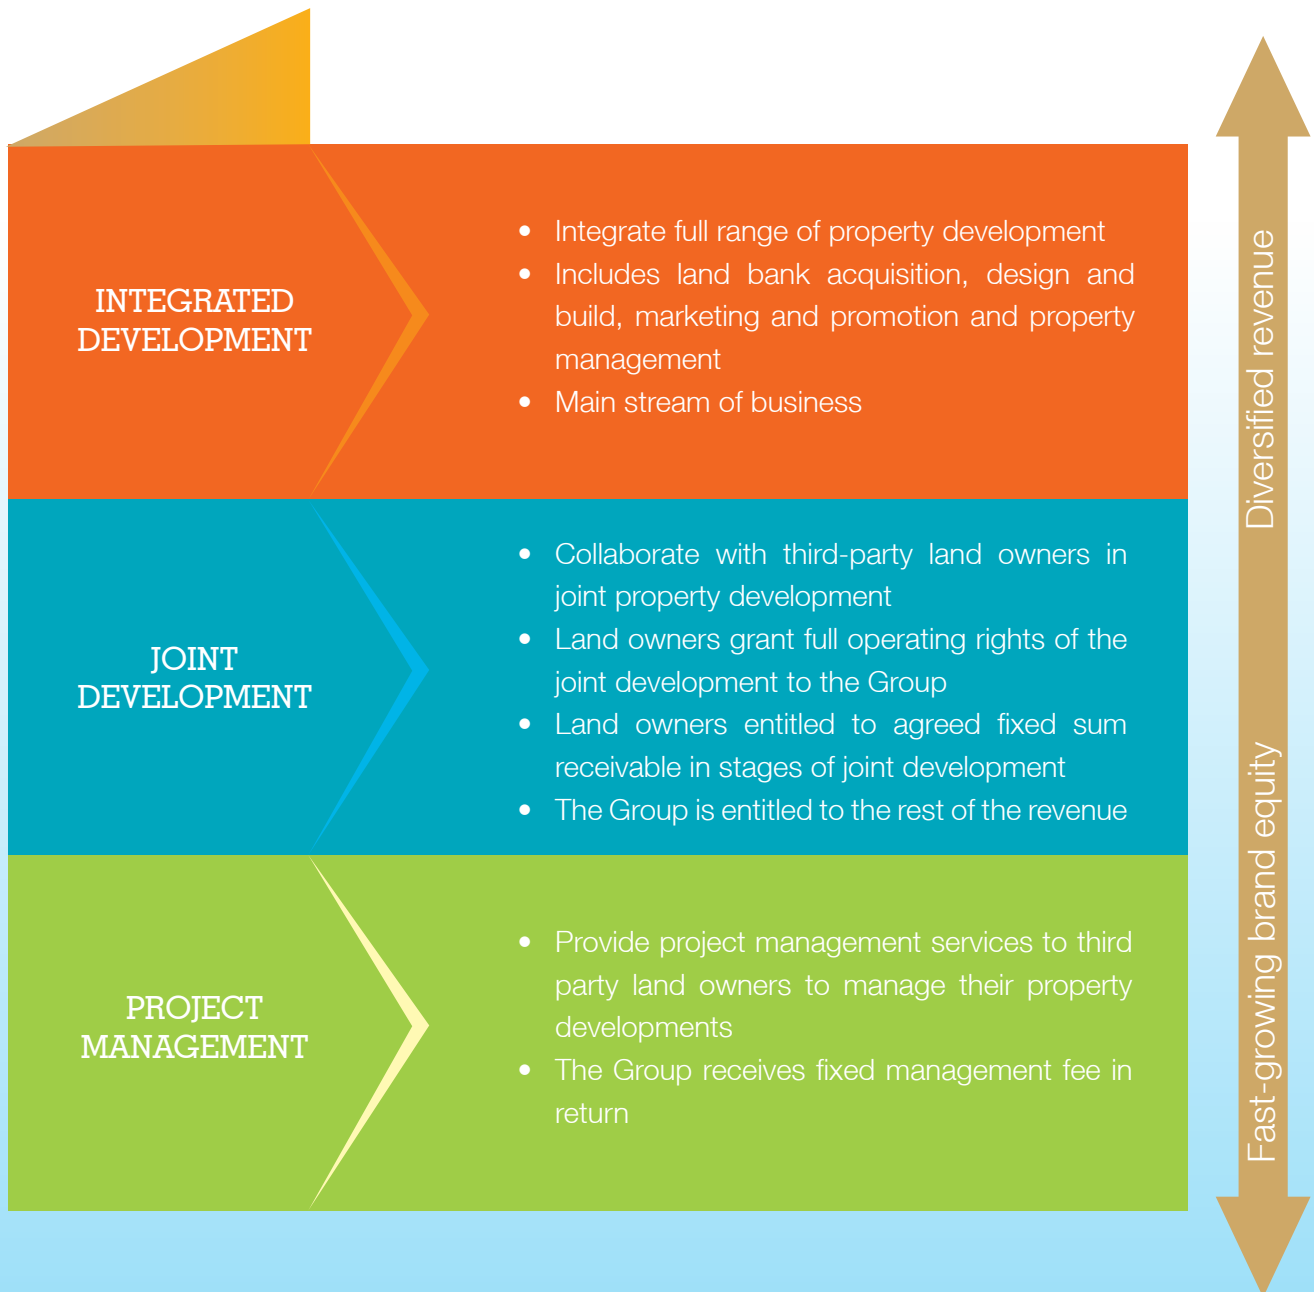 INTEGRATED
DEVELOPMENT
• Integrate full range of property development
• Includes land bank acquisition, design and
build, marketing and promotion and property
management
• Main stream of business
JOINT
DEVELOPMENT
• Collaborate with third-party land owners in
joint property development
• Land owners grant full operating rights of the
joint development to the Group
• Land owners entitled to agreed fixed sum
receivable in stages of joint development
• The Group is entitled to the rest of the revenue
PROJECT
MANAGEMENT
• Provide project management services to third
party land owners to manage their property
developments
• The Group receives fixed management fee in
return
Diversified revenue
Fast-growing brand equity